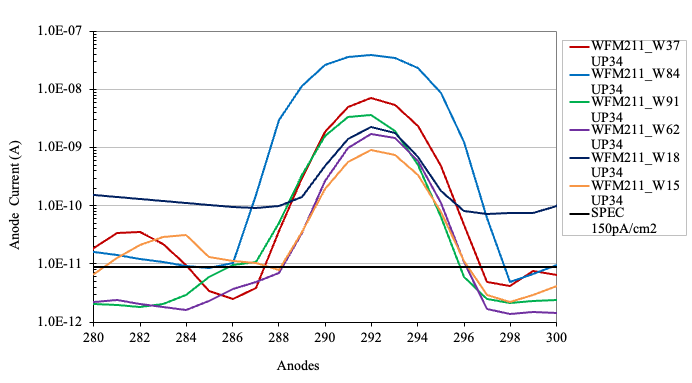 1.0E-07
1.0E-08
1.0E-09
1.0E-10
1.0E-11
1.0E-12
Anode Current (A)
280 282 284 286 288 290 292 294 296 298 300
Anodes
WFM211_W37
UP34
WFM211_W84
UP34
WFM211_W91
UP34
WFM211_W62
UP34
WFM211_W18
UP34
WFM211_W15
UP34
SPEC
150pA/cm2